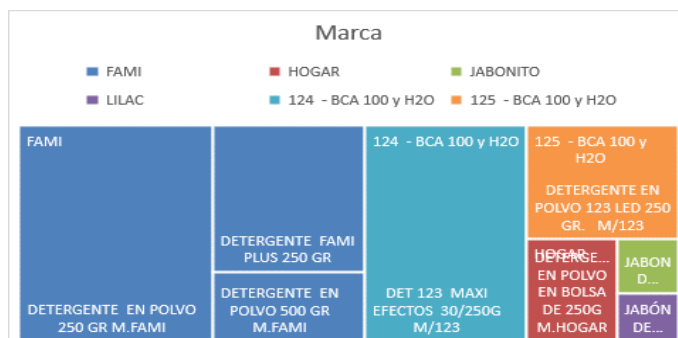 Marca
FAMI
HOGAR
JABONITO
LILAC
124 - BCA 100 y H2O
125 - BCA 100 y H2O
FAMI
DETERGENTE EN POLVO
250 GR M.FAMI
DETERGENTE FAMI
PLUS 250 GR
DETERGENTE EN
POLVO 500 GR
M.FAMI
124 - BCA 100 y H2O
DET 123 MAXI
EFECTOS 30/250G
M/123
125 - BCA 100 y
H2O
DETERGENTE EN
POLVO 123 LED 250
GR. M/123
HOGAR
DETERGE...
EN POLVO
EN BOLSA
DE 250G
M.HOGAR
JABON
D...
JABÓN
DE...